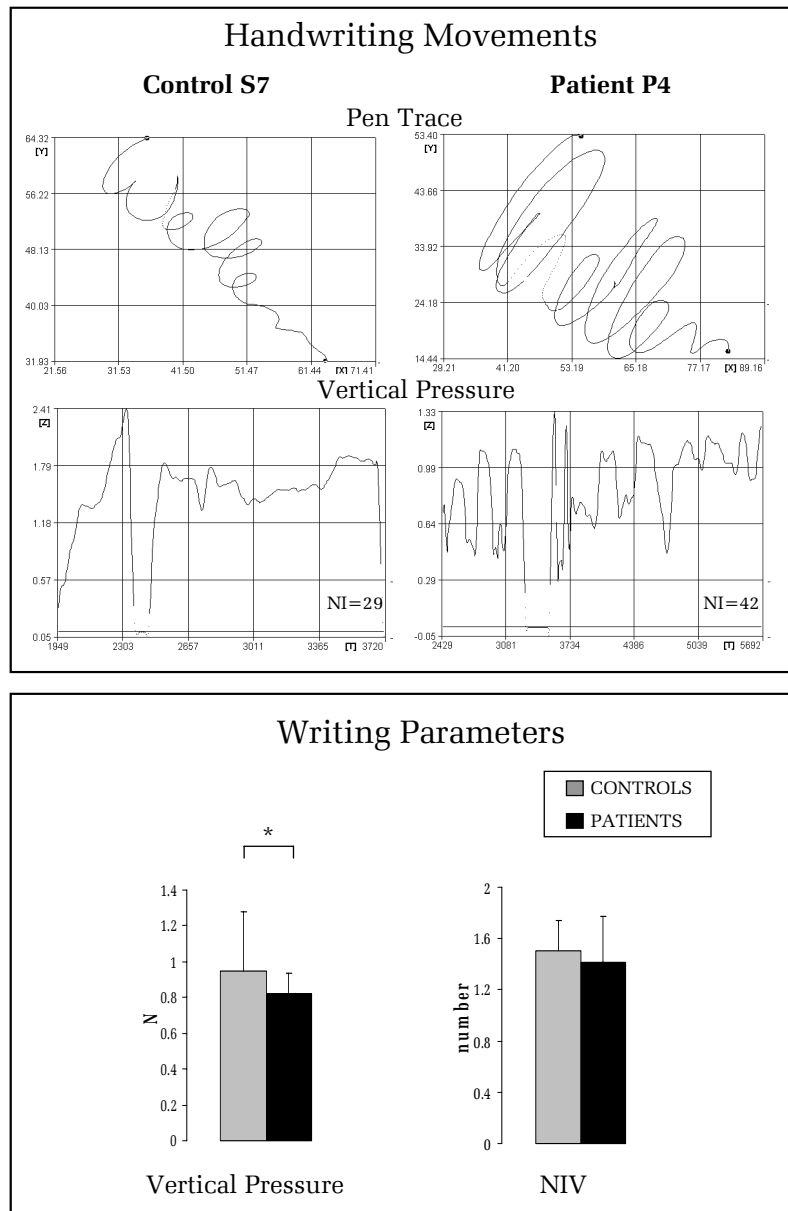 Handwriting Movements
Control S7 Patient P4
Pen Trace
64.32 [Y] 56.22 48.13 40.03 31.93
21.56 31.53 41.50 51.47 61.44 [X] 71.41
53.40 [Y] 43.66 33.92 24.18 14.44
29.21 41.20 53.19 65.18 77.17 [X] 89.16
Vertical Pressure
2.41 [Z] 1.79 1.18 0.57 0.05
NI=29
1949 2303 2657 3011 3365 [T] 3720
1.33 [Z] 0.99 0.64 0.29 -0.05
NI=42
2429 3081 3734 4386 5039 [T] 5692
Writing Parameters
CONTROLS
PATIENTS
*
N
1.4
1.2
1
0.8
0.6
0.4
0.2
0
Vertical Pressure
number
2
1.6
1.2
0.8
0.4
0
NIV